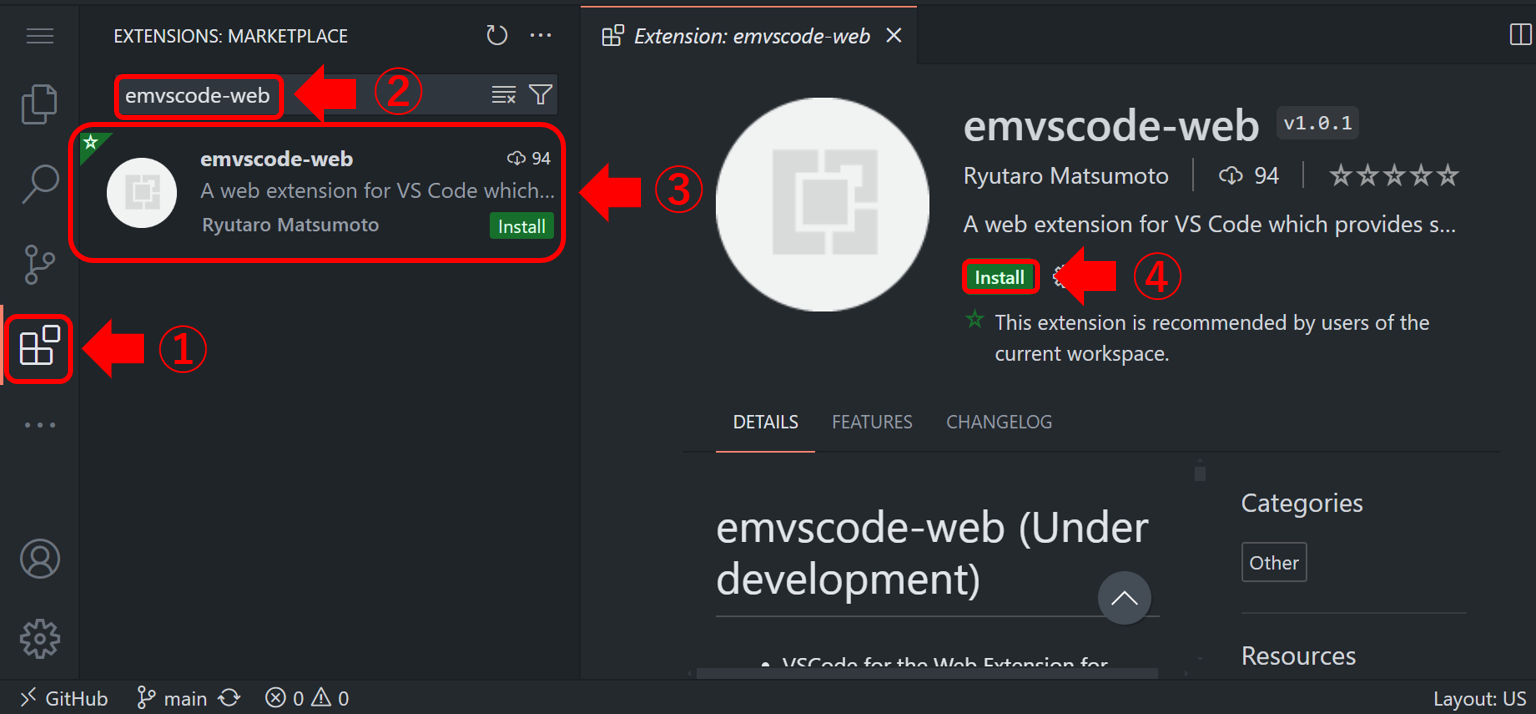 EXTENSIONS: MARKETPLACE
emvscode-web
②
emvscode-web
94
A web extension for VS Code which...
Ryutaro Matsumoto
Install
③
①
Extension: emvscode-web
emvscode-web
v1.0.1
Ryutaro Matsumoto
94
A web extension for VS Code which provides s...
Install
④
This extension is recommended by users of the
current workspace.
DETAILS
FEATURES
CHANGELOG
emvscode-web (Under
development)
• VSCode for the Web Extension for
Categories
Other
Resources
GitHub
main
0
0
Layout: US